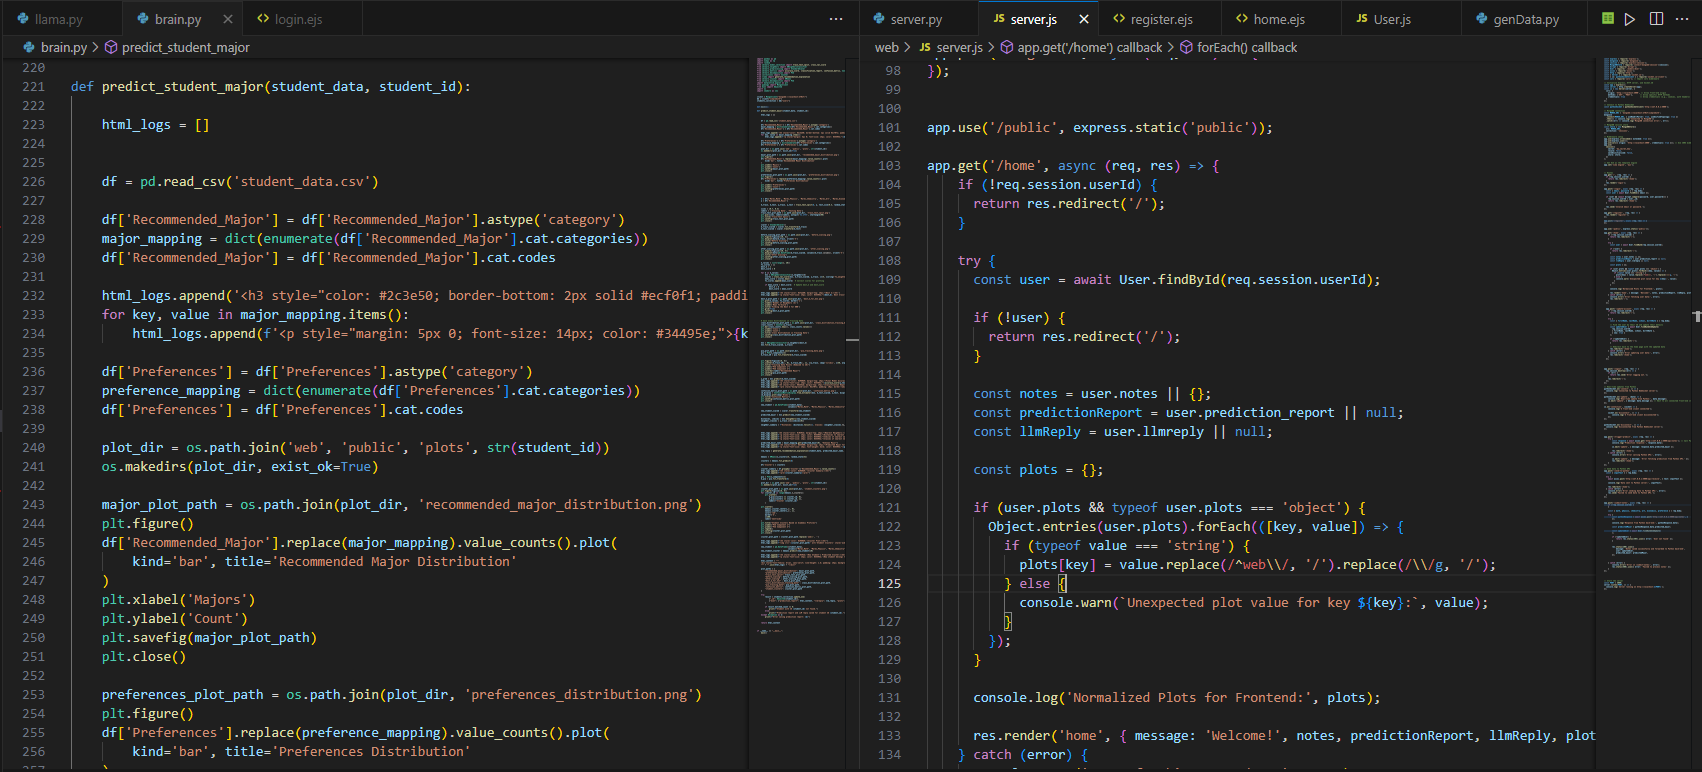 llama.py
brain.py
login.ejs
brain.py > predict_student_major
220
221 def predict_student_major(student_data, student_id):
222
223 html_logs = []
224
225
226 df = pd.read_csv('student_data.csv')
227
228 df['Recommended_Major'] = df['Recommended_Major'].astype('category')
229 major_mapping = dict(enumerate(df['Recommended_Major'].cat.categories))
230 df['Recommended_Major'] = df['Recommended_Major'].cat.codes
231
232 html_logs.append('<h3 style="color: #2c3e50; border-bottom: 2px solid #ecf0f1; paddi
233 for key, value in major_mapping.items():
234 html_logs.append(f'<p style="margin: 5px 0; font-size: 14px; color: #34495e;">{k
235
236 df['Preferences'] = df['Preferences'].astype('category')
237 preference_mapping = dict(enumerate(df['Preferences'].cat.categories))
238 df['Preferences'] = df['Preferences'].cat.codes
239
240 plot_dir = os.path.join('web', 'public', 'plots', str(student_id))
241 os.makedirs(plot_dir, exist_ok=True)
242
243 major_plot_path = os.path.join(plot_dir, 'recommended_major_distribution.png')
244 plt.figure()
245 df['Recommended_Major'].replace(major_mapping).value_counts().plot(
246 kind='bar', title='Recommended Major Distribution'
247 )
248 plt.xlabel('Majors')
249 plt.ylabel('Count')
250 plt.savefig(major_plot_path)
251 plt.close()
252
253 preferences_plot_path = os.path.join(plot_dir, 'preferences_distribution.png')
254 plt.figure()
255 df['Preferences'].replace(preference_mapping).value_counts().plot(
256 kind='bar', title='Preferences Distribution'
server.py
JS server.js
register.ejs
home.ejs
JS User.js
genData.py
web > JS server.js > app.get('/home') callback > forEach() callback
98 });
99
100
101 app.use('/public', express.static('public'));
102
103 app.get('/home', async (req, res) => {
104 if (!req.session.userId) {
105 return res.redirect('/');
106 }
107
108 try {
109 const user = await User.findById(req.session.userId);
110
111 if (!user) {
112 return res.redirect('/');
113 }
114
115 const notes = user.notes || {};
116 const predictionReport = user.prediction_report || null;
117 const llmReply = user.llmreply || null;
118
119 const plots = {};
120
121 if (user.plots && typeof user.plots === 'object') {
122 Object.entries(user.plots).forEach(([key, value]) => {
123 if (typeof value === 'string') {
124 plots[key] = value.replace(/^web\\/, '/').replace(/\\/g, '/');
125 } else {
126 console.warn(`Unexpected plot value for key ${key}:`, value);
127 }
128 });
129 }
130
131 console.log('Normalized Plots for Frontend:', plots);
132
133 res.render('home', { message: 'Welcome!', notes, predictionReport, llmReply, plot
134 } catch (error) {